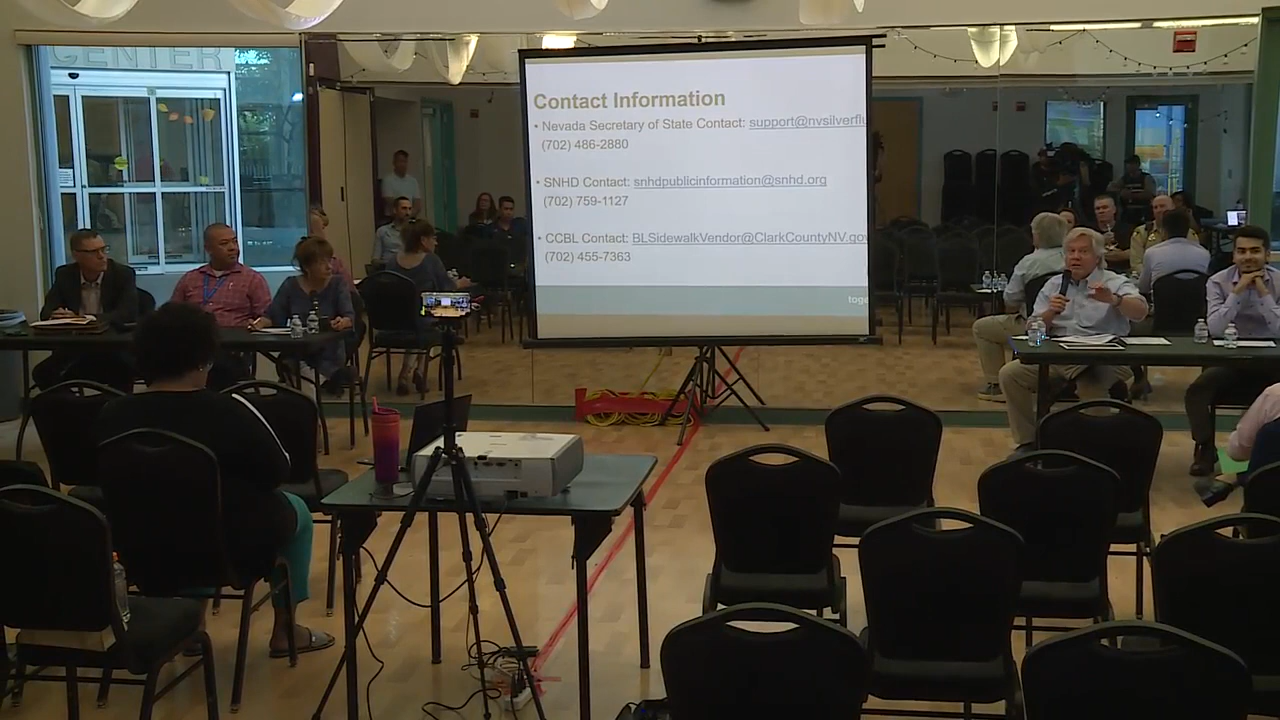 CENTER
Contact Information
• Nevada Secretary of State Contact: support@nvsilverflu
(702) 486-2880
• SNHD Contact: snhdpublicinformation@snhd.org
(702) 759-1127
• CCBL Contact: BLSidewalkVendor@ClarkCountyNV.gov
(702) 455-7363
toge